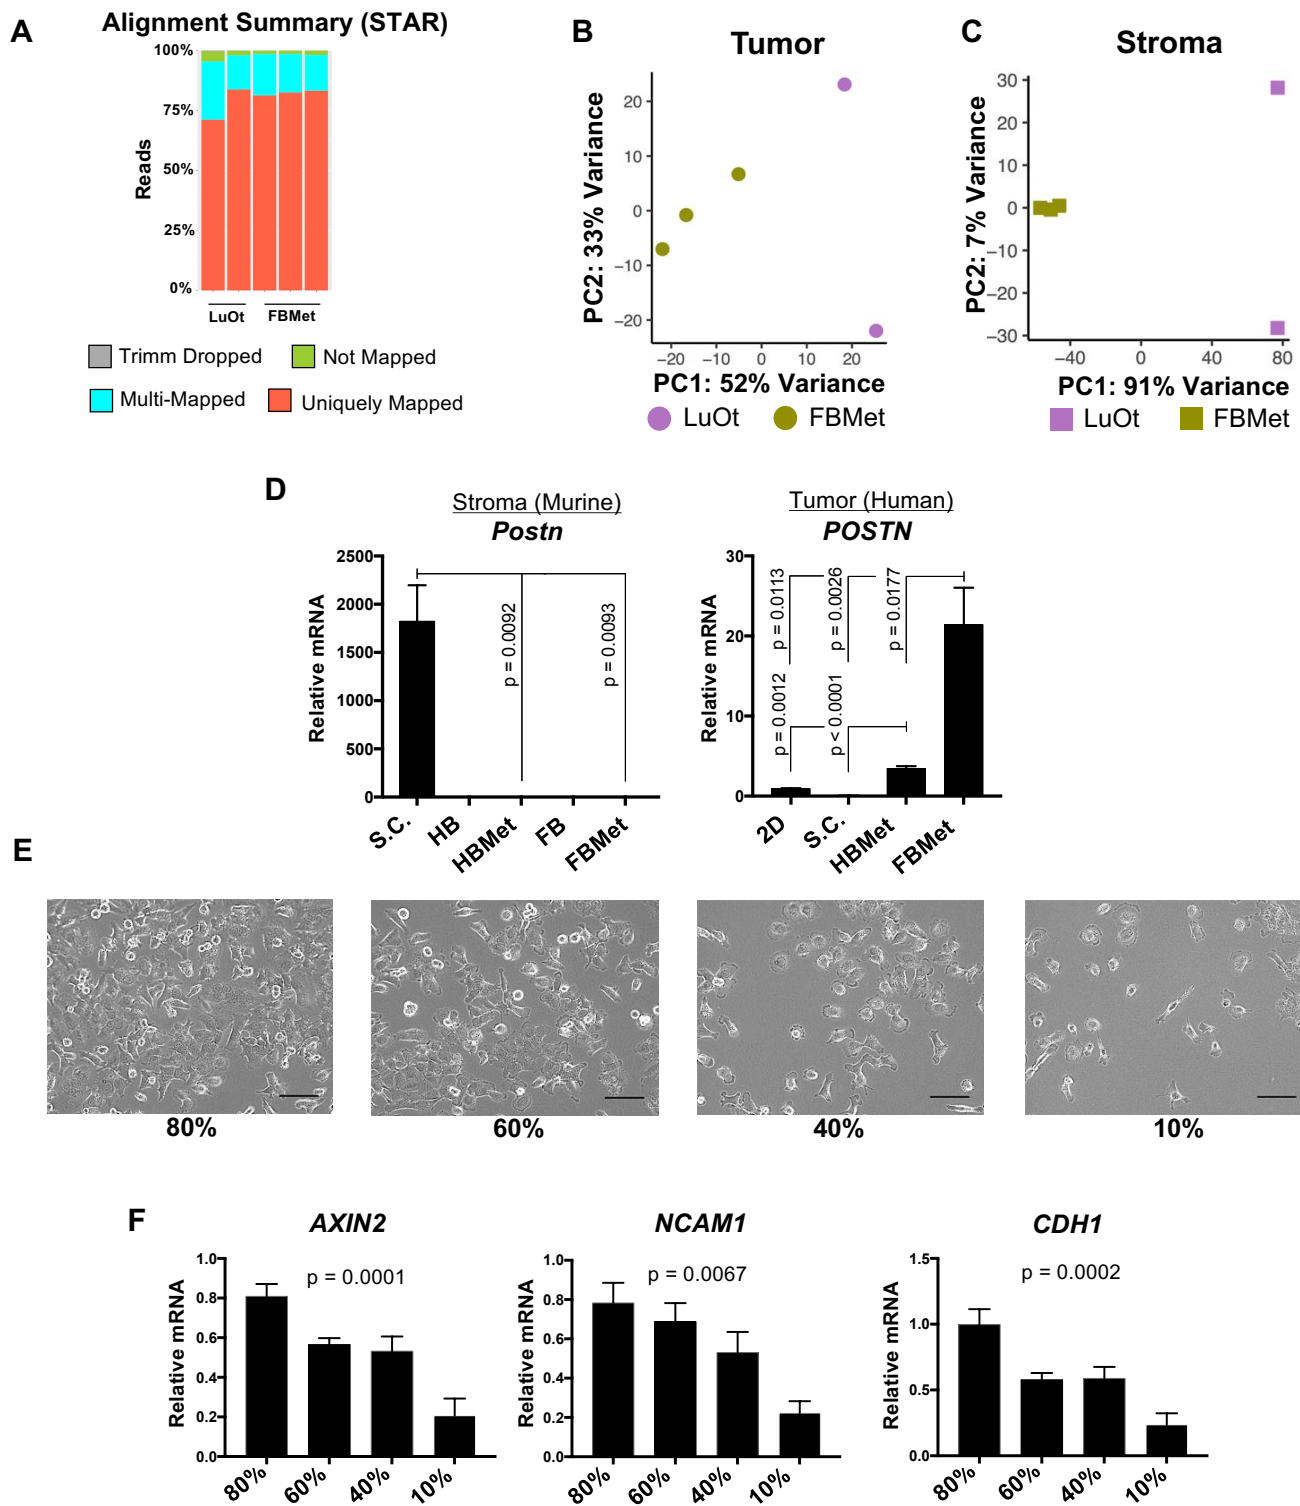 A
Alignment Summary (STAR)
100%
75%
50%
25%
0%
Reads
LuOt
FBMet
Trimm Dropped
Not Mapped
Multi-Mapped
Uniquely Mapped
B
Tumor
PC2: 33% Variance
20
10
0
−10
−20
−20
−10
0
10
20
PC1: 52% Variance
LuOt
FBMet
C
Stroma
PC2: 7% Variance
30
20
10
0
−10
−20
−30
−40
0
40
80
PC1: 91% Variance
LuOt
FBMet
D
Stroma (Murine)
Postn
Relative mRNA
2500
2000
1500
1000
500
0
p = 0.0092
p = 0.0093
S.C.
HB
HBMet
FB
FBMet
Tumor (Human)
POSTN
Relative mRNA
30
20
10
0
p = 0.0113
p = 0.0026
p = 0.0177
p = 0.0012
p < 0.0001
2D
S.C.
HBMet
FBMet
E
80%
60%
40%
10%
F
AXIN2
Relative mRNA
1.0
0.8
0.6
0.4
0.2
0.0
p = 0.0001
80%
60%
40%
10%
NCAM1
Relative mRNA
1.0
0.8
0.6
0.4
0.2
0.0
p = 0.0067
80%
60%
40%
10%
CDH1
Relative mRNA
1.5
1.0
0.5
0.0
p = 0.0002
80%
60%
40%
10%